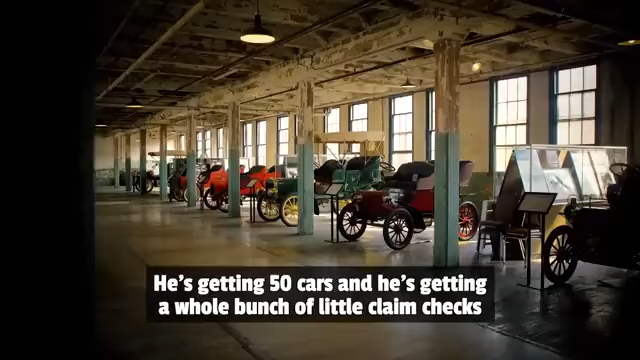 He's getting 50 cars and he's getting
a whole bunch of little claim checks